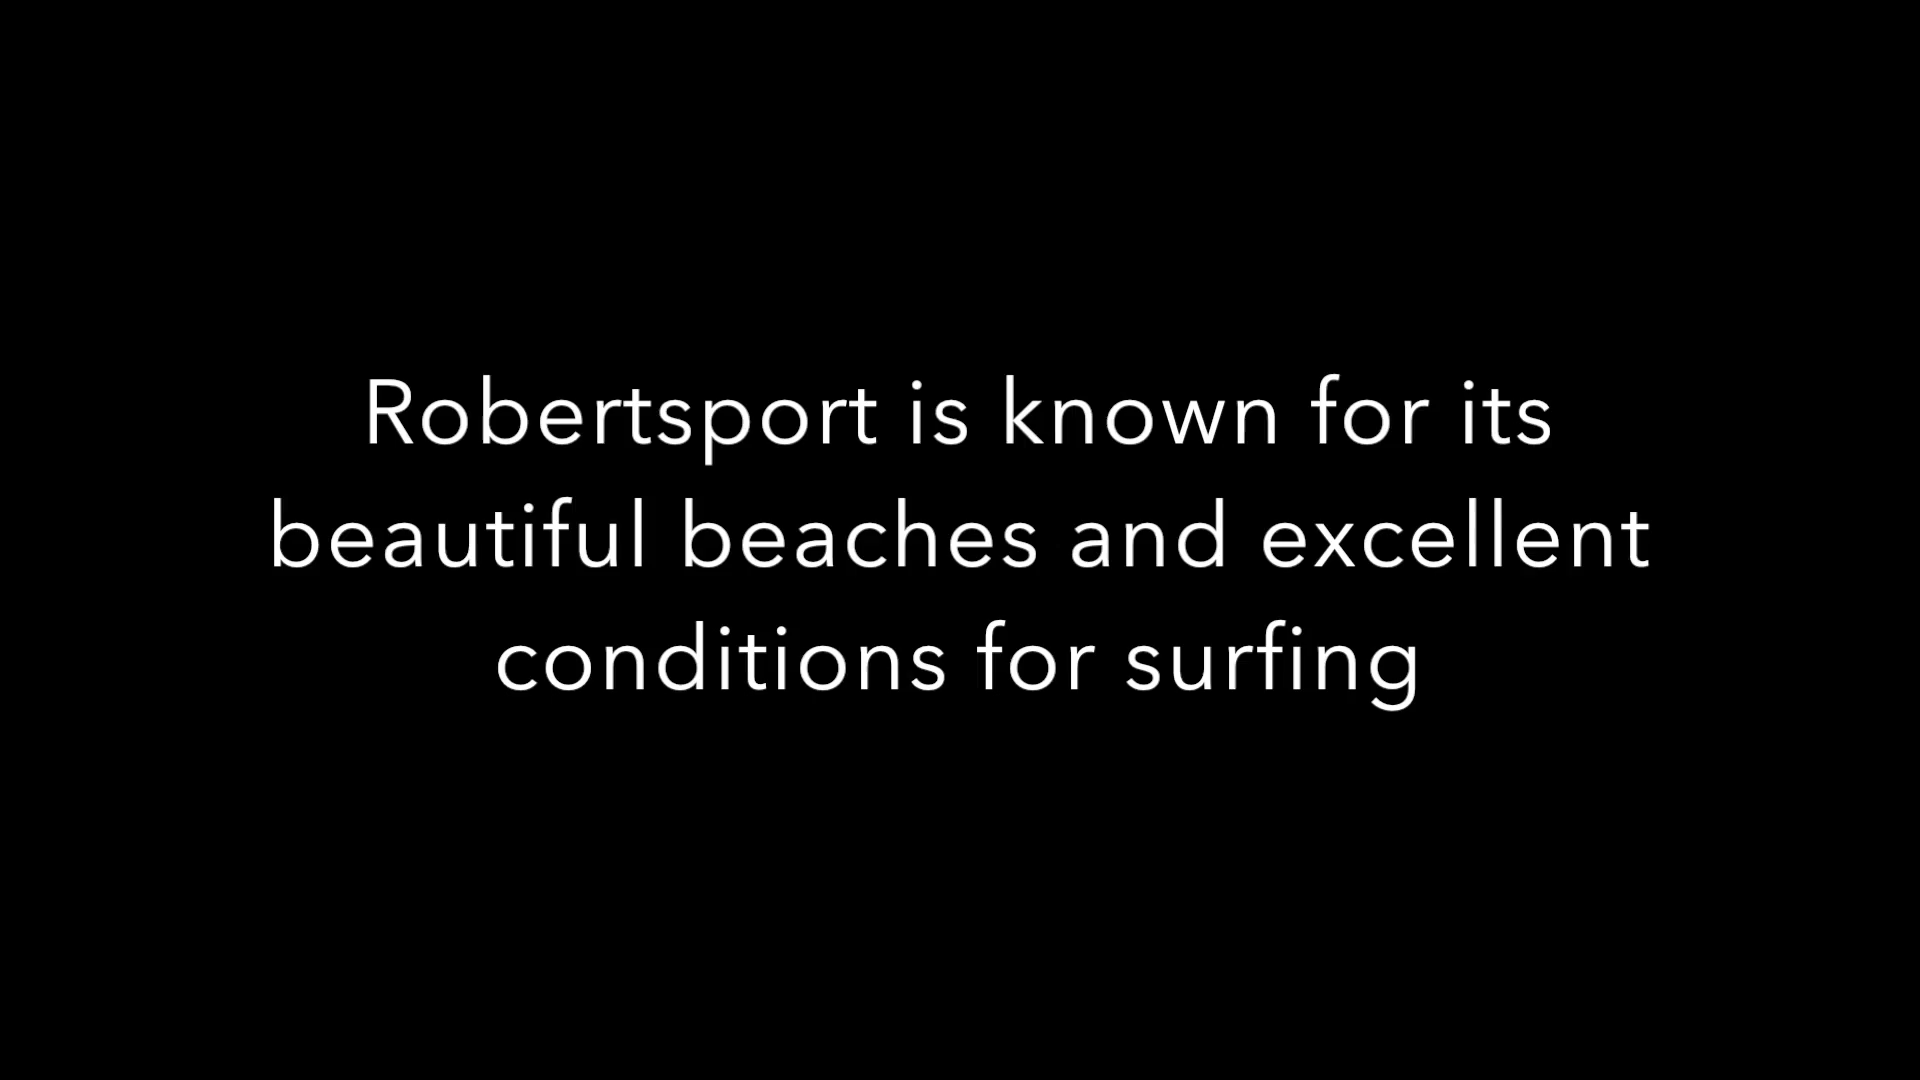 Robertsport is known for its
beautiful beaches and excellent
conditions for surfing